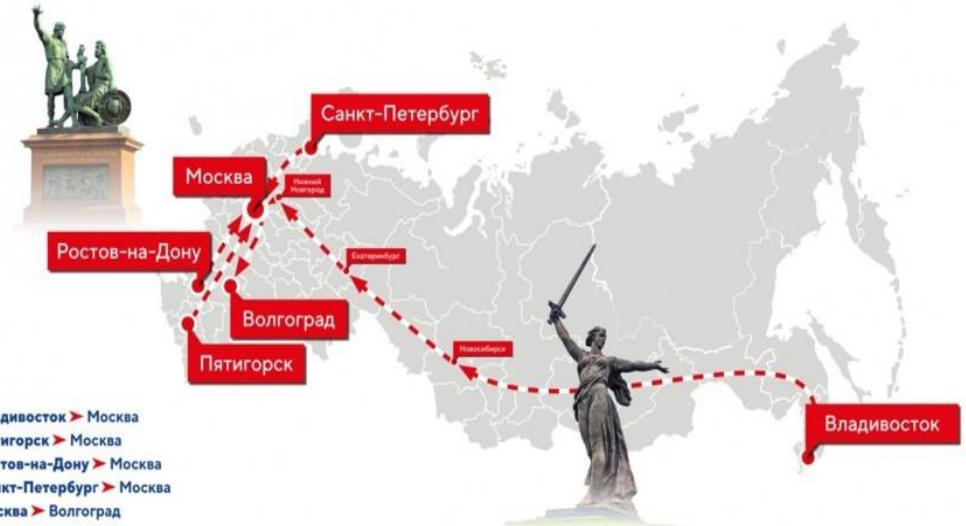 Санкт-Петербург
Москва
Нижний
Новгород
Ростов-на-Дону
Екатеринбург
Волгоград
Новосибирск
Пятигорск
Владивосток
дивосток ➤ Москва
игорск ➤ Москва
тов-на-Дону ➤ Москва
нкт-Петербург ➤ Москва
сква ➤ Волгоград